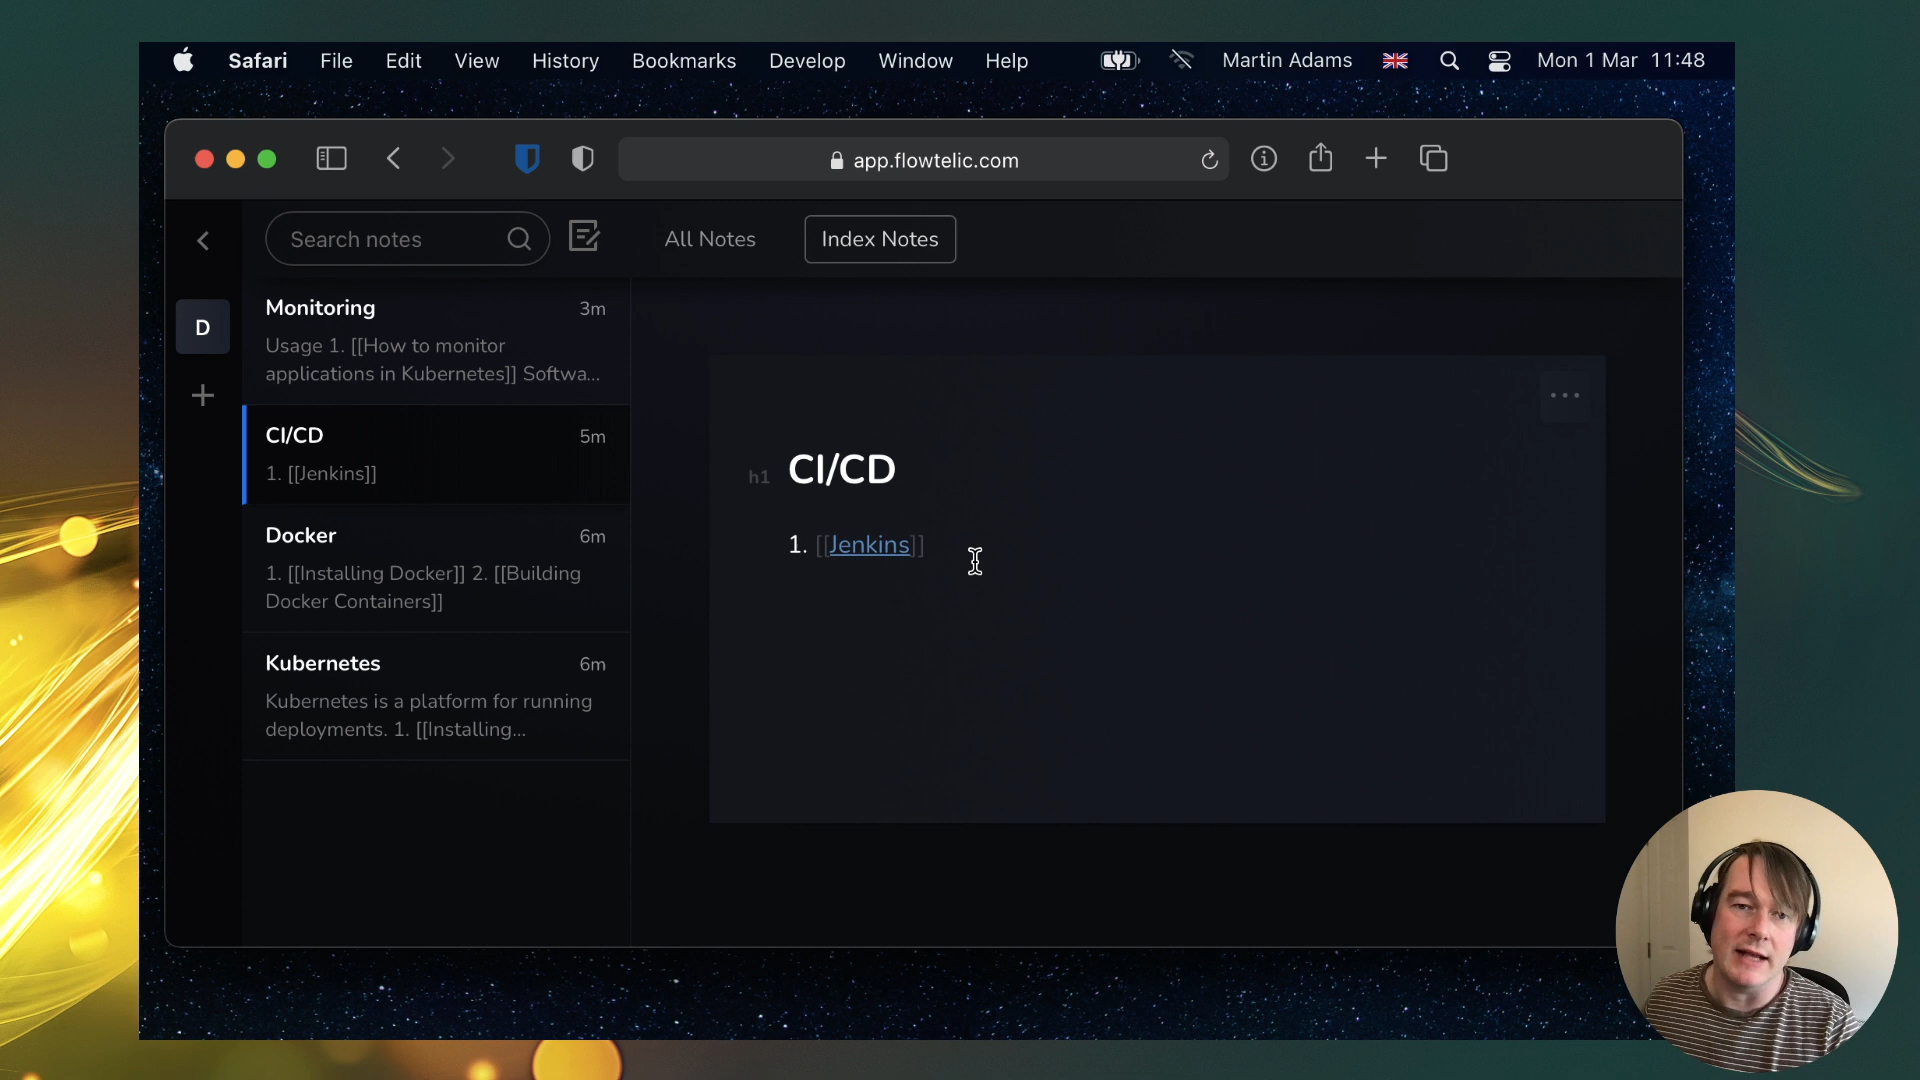 Safari File Edit View History Bookmarks Develop Window Help Martin Adams Mon 1 Mar 11:48
app.flowtelic.com
Search notes
All Notes
Index Notes
D
Monitoring 3m
Usage 1. [[How to monitor
applications in Kubernetes]] Softwa...
CI/CD 5m
1. [[Jenkins]]
Docker 6m
1. [[Installing Docker]] 2. [[Building
Docker Containers]]
Kubernetes 6m
Kubernetes is a platform for running
deployments. 1. [[Installing...
h1 CI/CD
1. [[Jenkins]]